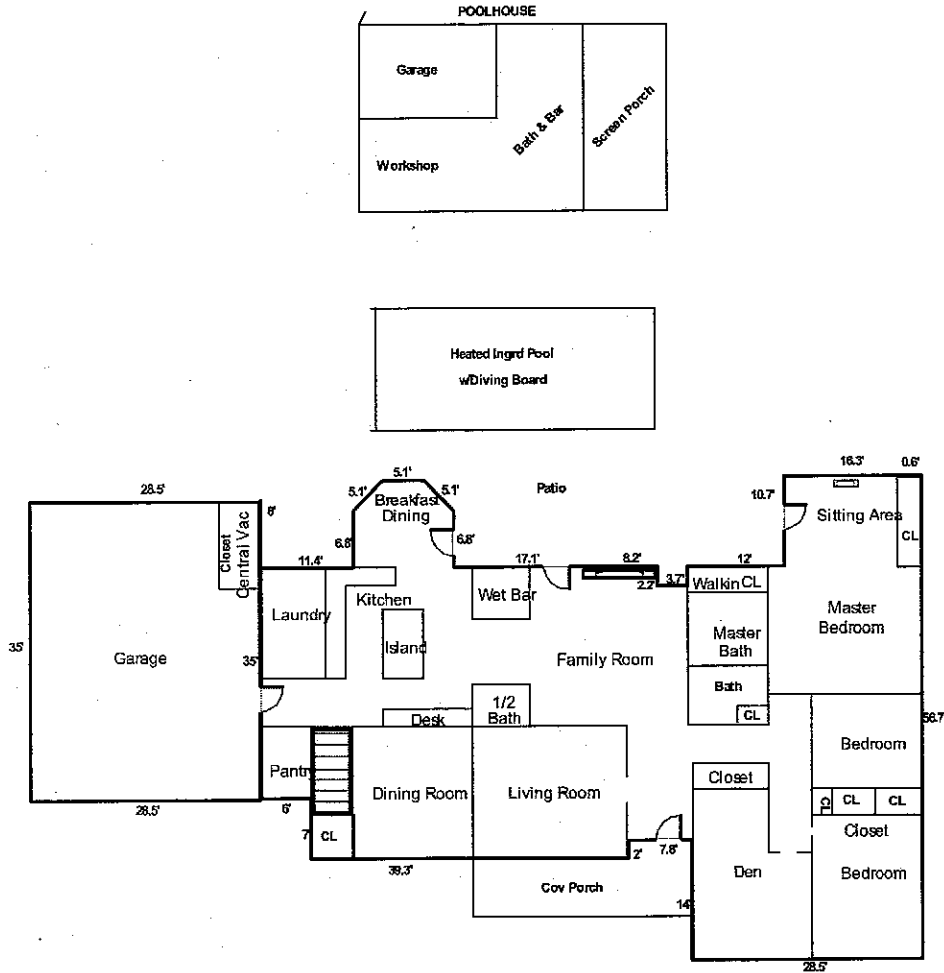 POOLHOUSE
Garage
Bath & Bar
Screen Porch
Workshop
Heated Ingrd Pool
w/Diving Board
16.3'
0.6'
5.1'
28.5'
5.1'
5.1'
Patio
10.7'
8'
Breakfast
Dining
Sitting Area
Closet
Central Vac
6.8'
6.8'
CL
11.4'
17.1'
8.2'
12'
2.2'
3.7'
Walkin CL
Laundry
Kitchen
Wet Bar
Master
Bedroom
Island
Master
Bath
35'
Garage
35'
Family Room
Bath
1/2
Bath
CL
Desk
56.7'
Bedroom
Pantry
Closet
Dining Room
Living Room
CL
CL
CL
28.5'
6'
7'
CL
Closet
2'
7.8'
39.3'
Den
Bedroom
Cov Porch
14'
28.5'